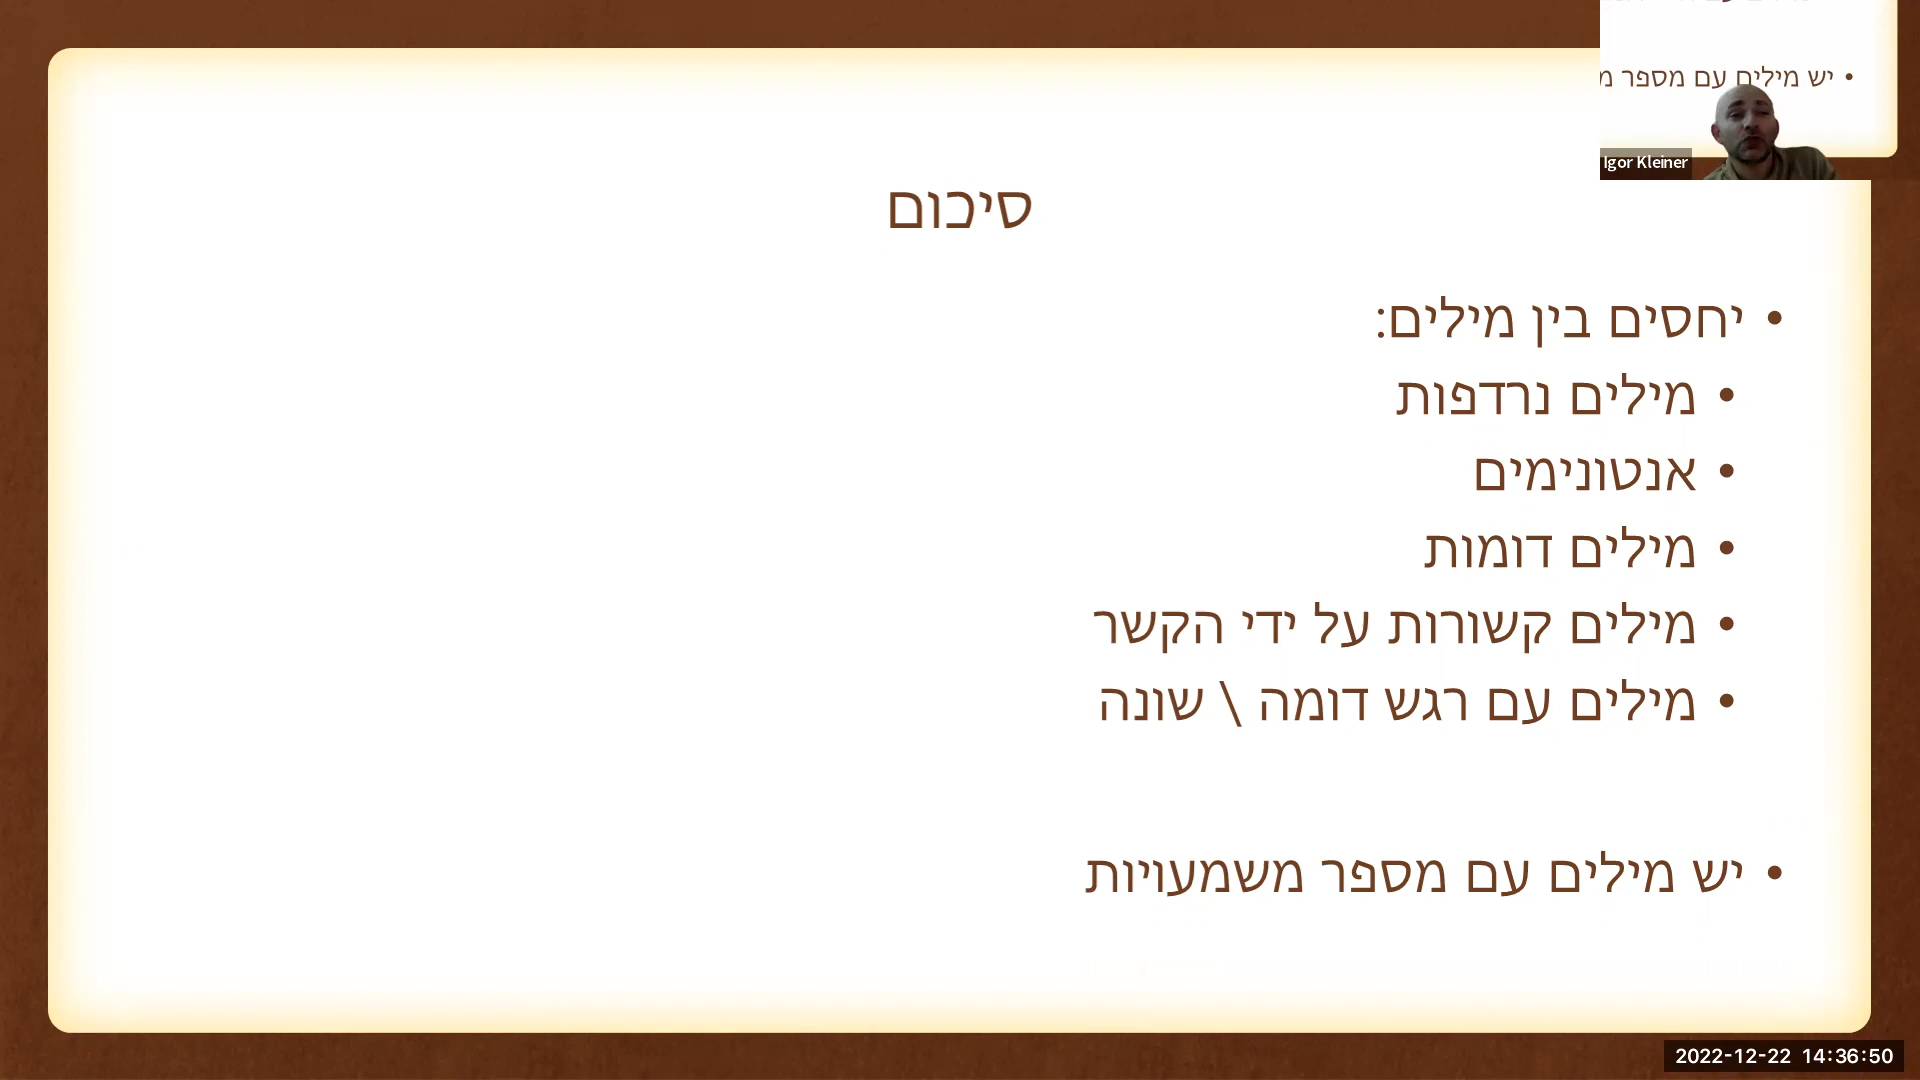 • יש מילים עם מספר מ
Igor Kleiner
סיכום
• יחסים בין מילים:
• מילים נרדפות
• אנטונימים
• מילים דומות
• מילים קשורות על ידי הקשר
• מילים עם רגש דומה \ שונה
• יש מילים עם מספר משמעויות
2022-12-22 14:36:50